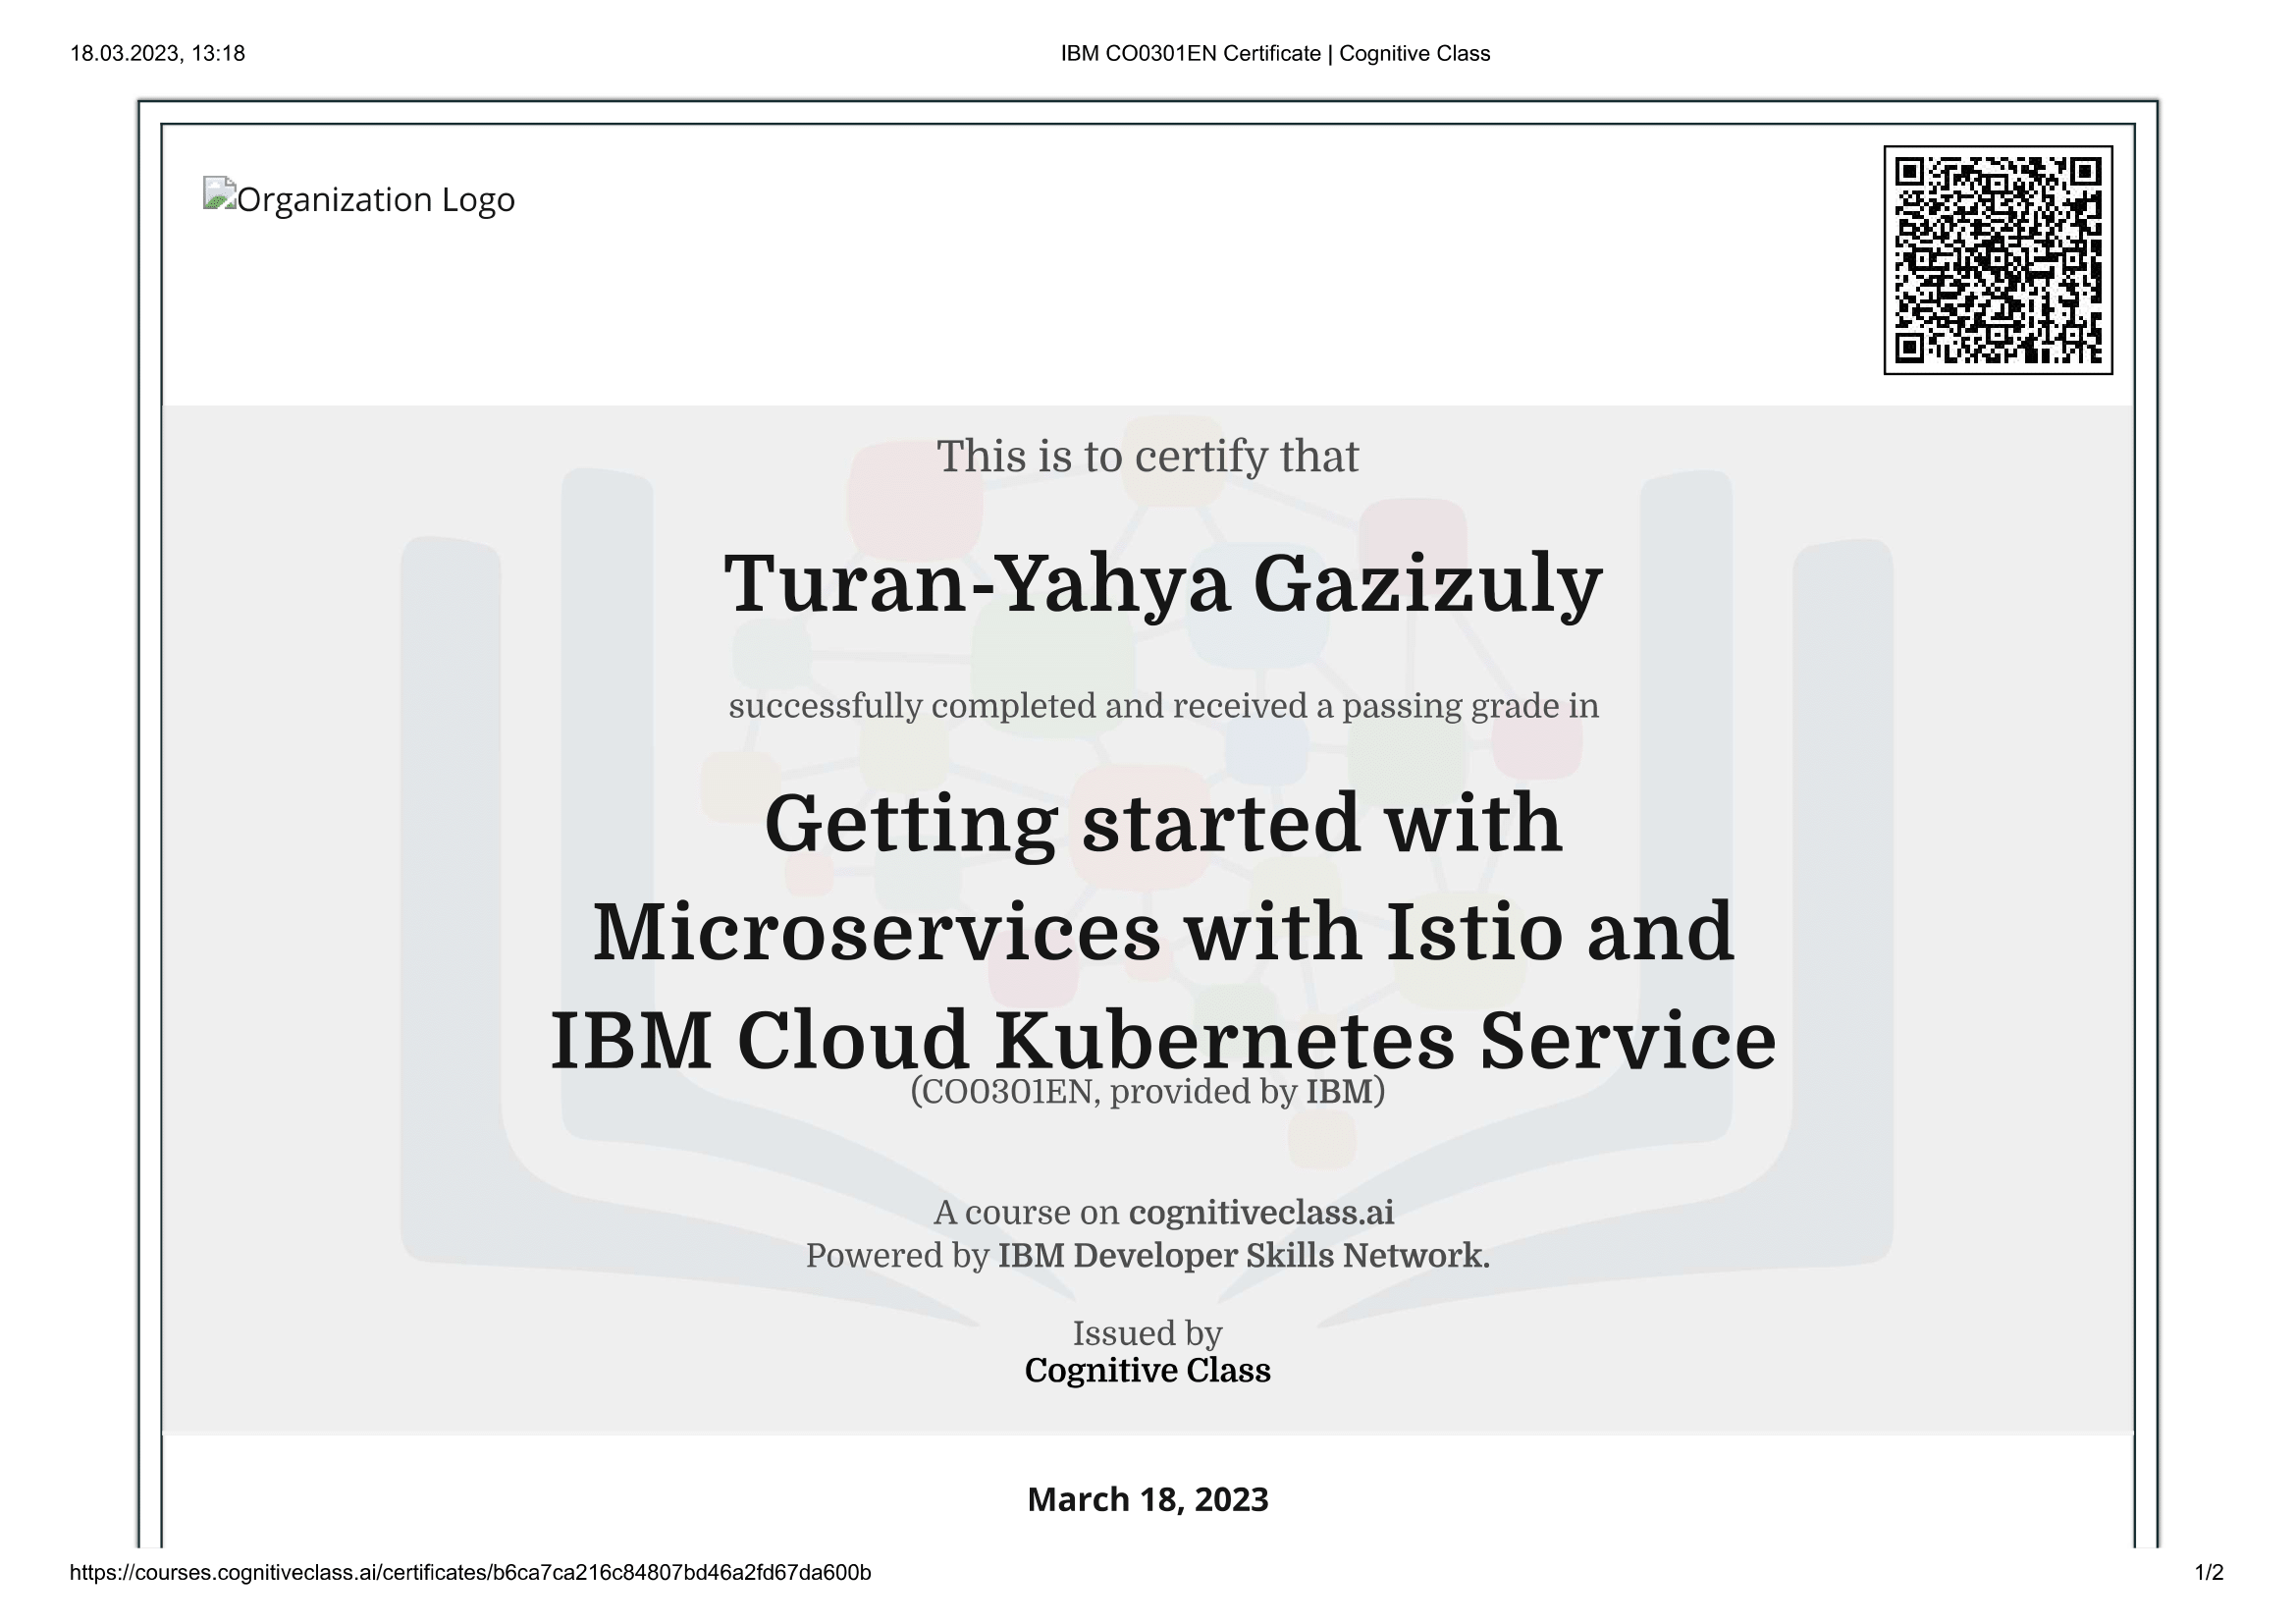 18.03.2023, 13:18
IBM CO0301EN Certificate | Cognitive Class
Organization Logo
This is to certify that
Turan-Yahya Gazizuly
successfully completed and received a passing grade in
Getting started with
Microservices with Istio and
IBM Cloud Kubernetes Service
(CO0301EN, provided by IBM)
A course on cognitiveclass.ai
Powered by IBM Developer Skills Network.
Issued by
Cognitive Class
March 18, 2023
https://courses.cognitiveclass.ai/certificates/b6ca7ca216c84807bd46a2fd67da600b
1/2